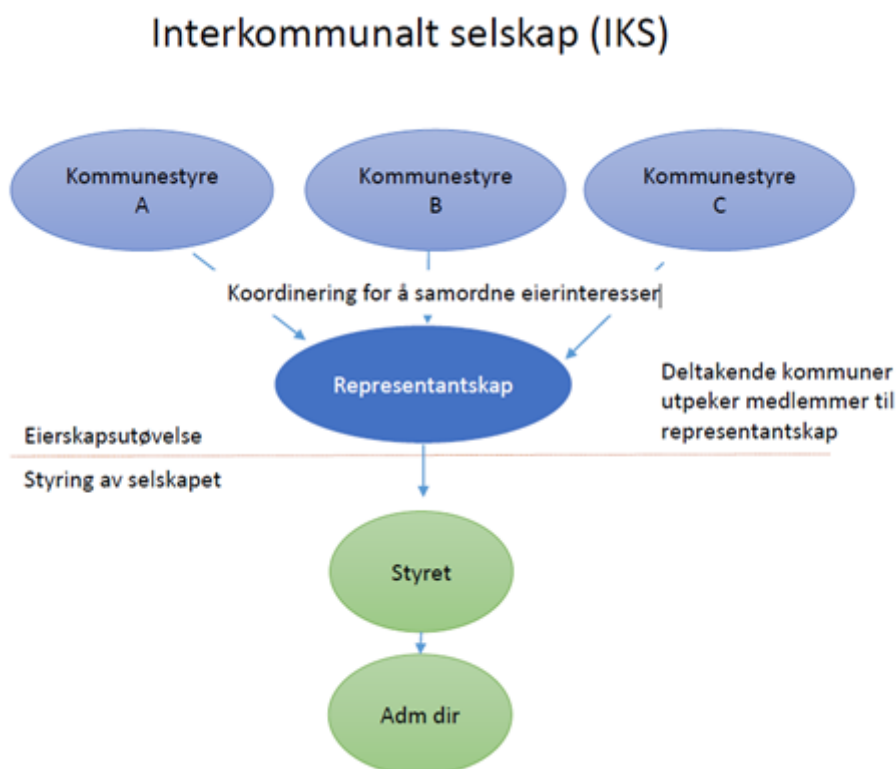 Interkommunalt selskap (IKS)
Kommunestyre
A
Kommunestyre
B
Kommunestyre
C
Koordinering for å samordne eierinteresser
Representantskap
Deltakende kommuner
utpeker medlemmer til
representantskap
Eierskapsutøvelse
Styring av selskapet
Styret
Adm dir